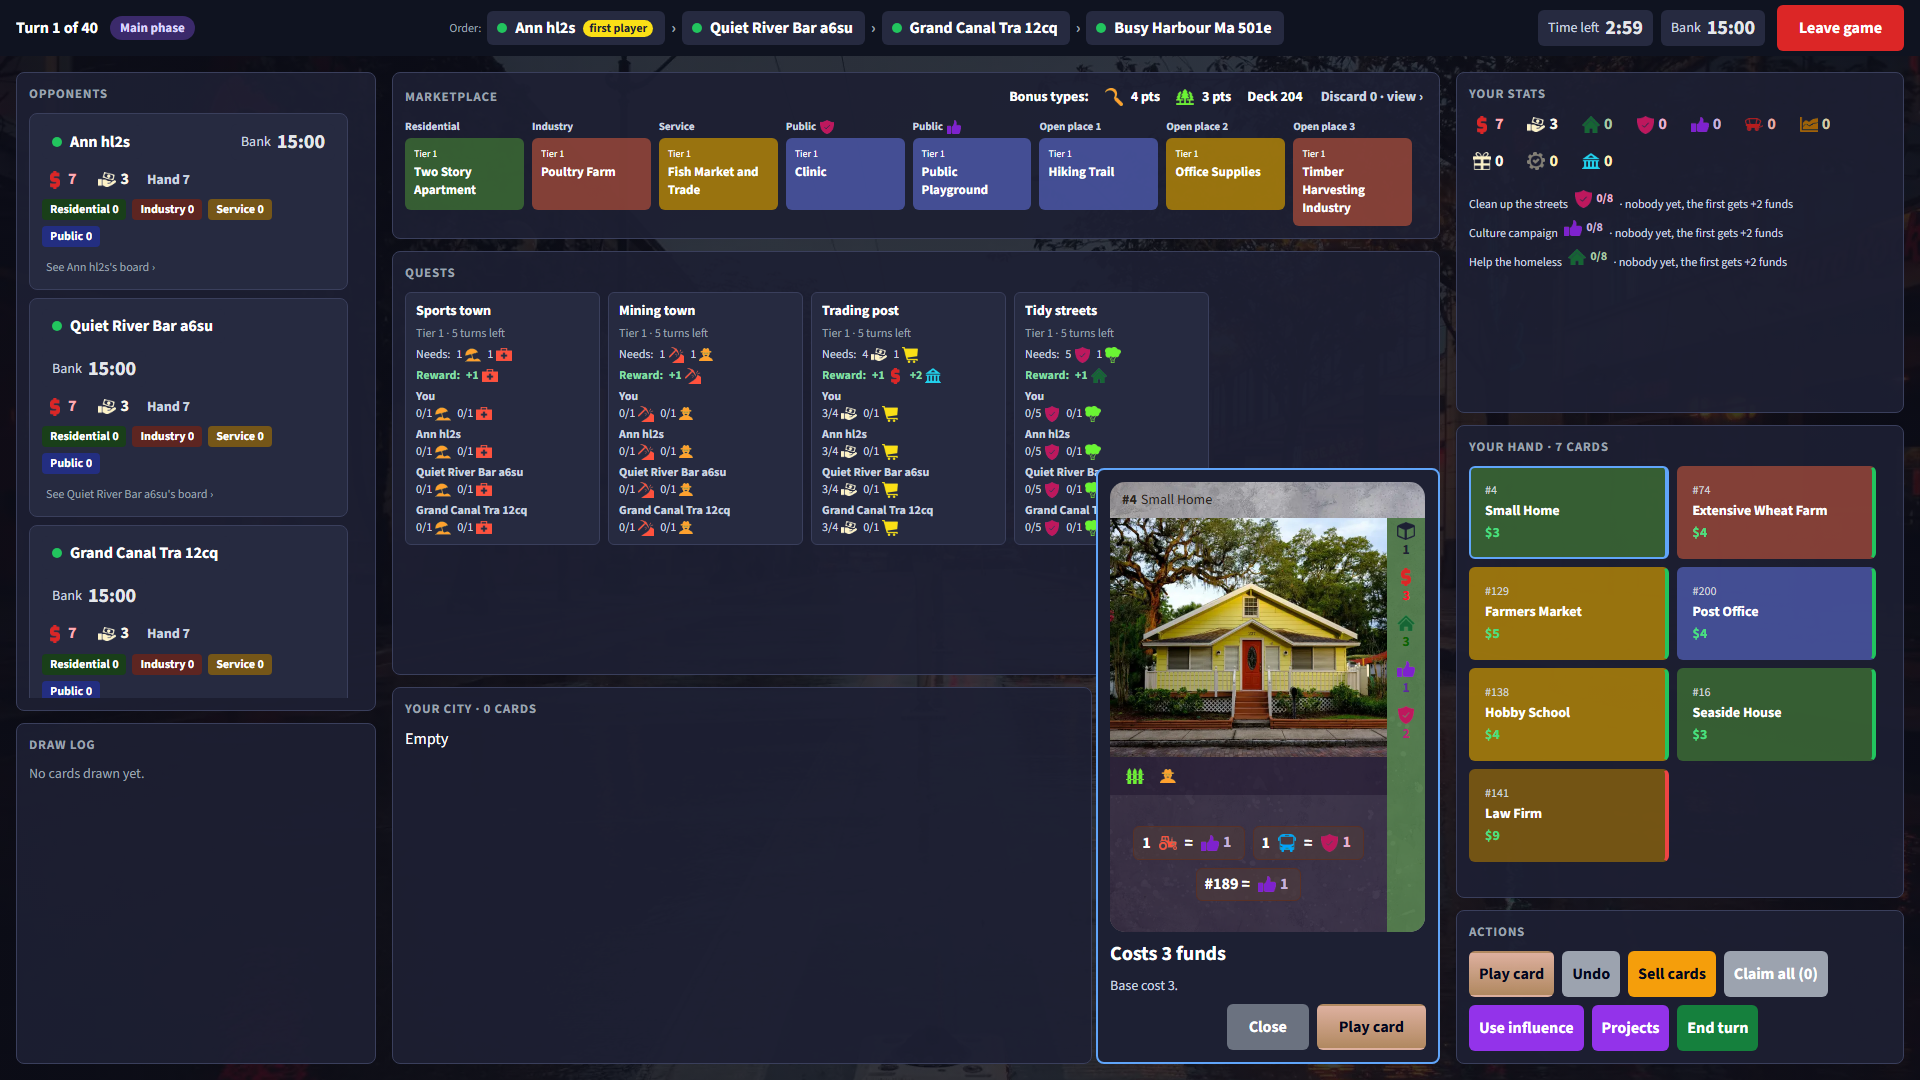 Turn 1 of 40
Main phase
Order:
Ann hl2s first player › Quiet River Bar a6su › Grand Canal Tra 12cq › Busy Harbour Ma 501e
Time left 2:59
Bank 15:00
Leave game
OPPONENTS
Ann hl2s
Bank 15:00
7 3 Hand 7
Residential 0 Industry 0 Service 0
Public 0
See Ann hl2s's board ›
Quiet River Bar a6su
Bank 15:00
7 3 Hand 7
Residential 0 Industry 0 Service 0
Public 0
See Quiet River Bar a6su's board ›
Grand Canal Tra 12cq
Bank 15:00
7 3 Hand 7
Residential 0 Industry 0 Service 0
Public 0
DRAW LOG
No cards drawn yet.
MARKETPLACE
Bonus types: 4 pts 3 pts Deck 204 Discard 0 · view ›
Residential
Tier 1
Two Story
Apartment
Industry
Tier 1
Poultry Farm
Service
Tier 1
Fish Market and
Trade
Public
Tier 1
Clinic
Public
Tier 1
Public
Playground
Open place 1
Tier 1
Hiking Trail
Open place 2
Tier 1
Office Supplies
Open place 3
Tier 1
Timber
Harvesting
Industry
QUESTS
Sports town
Tier 1 · 5 turns left
Needs: 1 1
Reward: +1
You
0/1 0/1
Ann hl2s
0/1 0/1
Quiet River Bar a6su
0/1 0/1
Grand Canal Tra 12cq
0/1 0/1
Mining town
Tier 1 · 5 turns left
Needs: 1 1
Reward: +1
You
0/1 0/1
Ann hl2s
0/1 0/1
Quiet River Bar a6su
0/1 0/1
Grand Canal Tra 12cq
0/1 0/1
Trading post
Tier 1 · 5 turns left
Needs: 4 1
Reward: +1 +2
You
3/4 0/1
Ann hl2s
3/4 0/1
Quiet River Bar a6su
3/4 0/1
Grand Canal Tra 12cq
3/4 0/1
Tidy streets
Tier 1 · 5 turns left
Needs: 5 1
Reward: +1
You
0/5 0/1
Ann hl2s
0/5 0/1
Quiet River Ba
0/5 0/1
Grand Canal T
0/5 0/1
YOUR CITY · 0 CARDS
Empty
#4 Small Home
1
3
3
1
2
1 = 1 1 = 1
#189 = 1
Costs 3 funds
Base cost 3.
Close
Play card
YOUR STATS
7 3 0 0 0 0 0
0 0 0
Clean up the streets 0/8 · nobody yet, the first gets +2 funds
Culture campaign 0/8 · nobody yet, the first gets +2 funds
Help the homeless 0/8 · nobody yet, the first gets +2 funds
YOUR HAND · 7 CARDS
#4
Small Home
$3
#74
Extensive Wheat Farm
$4
#129
Farmers Market
$5
#200
Post Office
$4
#138
Hobby School
$4
#16
Seaside House
$3
#141
Law Firm
$9
ACTIONS
Play card
Undo
Sell cards
Claim all (0)
Use influence
Projects
End turn